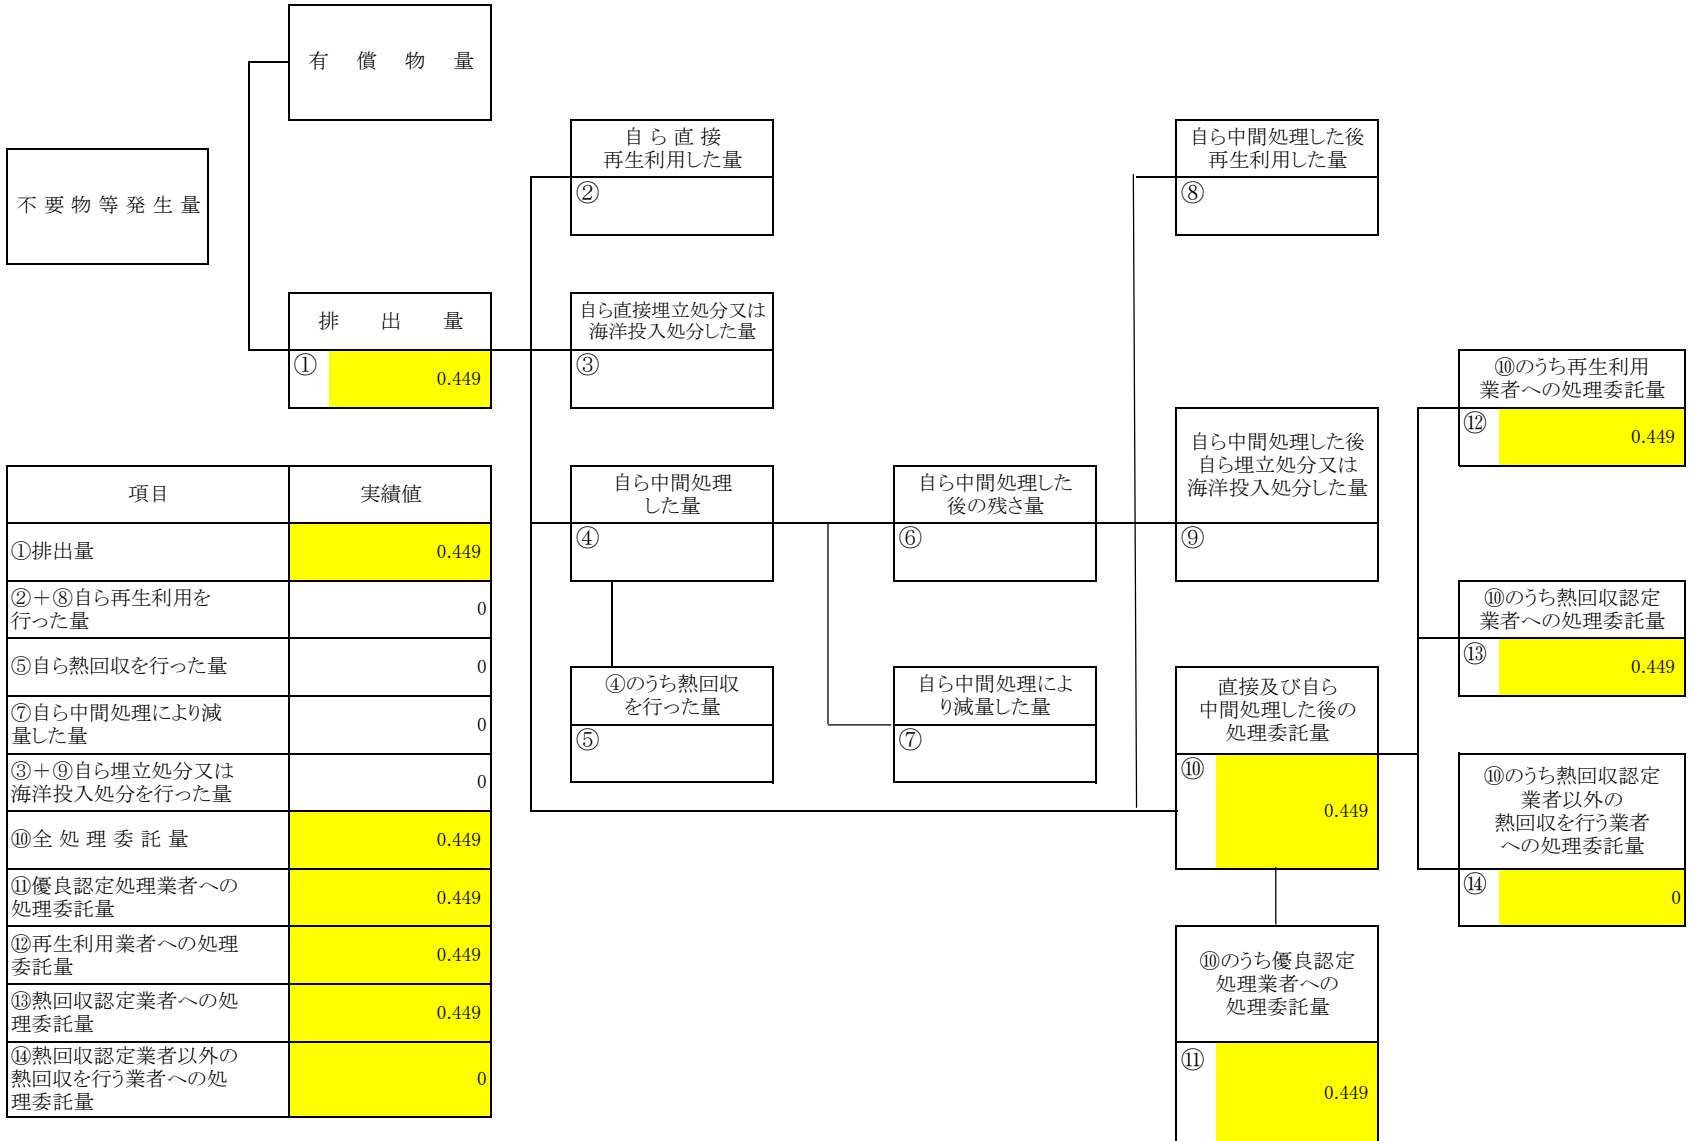 有　償　物　量
不 要 物 等 発 生 量
排　出　量
①
0.449
自 ら 直 接
再生利用した量
②
自ら直接埋立処分又は
海洋投入処分した量
③
自ら中間処理
した量
④
④のうち熱回収
を行った量
⑤
自ら中間処理した
後の残さ量
⑥
自ら中間処理によ
り減量した量
⑦
自ら中間処理した後
再生利用した量
⑧
自ら中間処理した後
自ら埋立処分又は
海洋投入処分した量
⑨
直接及び自ら
中間処理した後の
処理委託量
⑩
0.449
⑩のうち優良認定
処理業者への
処理委託量
⑪
0.449
⑩のうち再生利用
業者への処理委託量
⑫
0.449
⑩のうち熱回収認定
業者への処理委託量
⑬
0.449
⑩のうち熱回収認定
業者以外の
熱回収を行う業者
への処理委託量
⑭
0
項目
実績値
①排出量
0.449
②＋⑧自ら再生利用を
行った量
0
⑤自ら熱回収を行った量
0
⑦自ら中間処理により減
量した量
0
③＋⑨自ら埋立処分又は
海洋投入処分を行った量
0
⑩全 処 理 委 託 量
0.449
⑪優良認定処理業者への
処理委託量
0.449
⑫再生利用業者への処理
委託量
0.449
⑬熱回収認定業者への処
理委託量
0.449
⑭熱回収認定業者以外の
熱回収を行う業者への処
理委託量
0